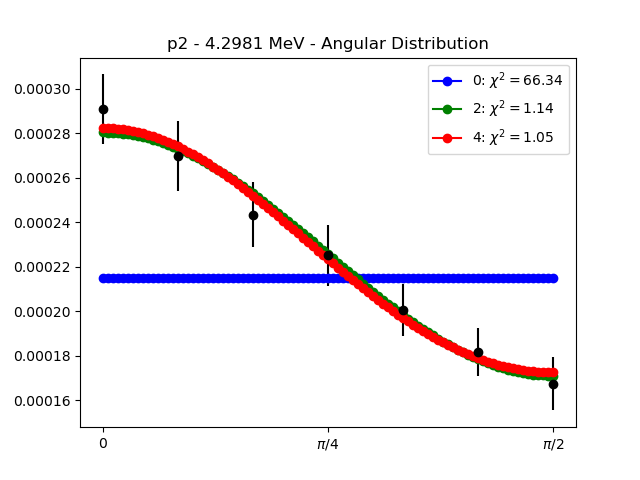 p2 - 4.2981 MeV - Angular Distribution
0: χ² = 66.34
2: χ² = 1.14
4: χ² = 1.05
0.00030
0.00028
0.00026
0.00024
0.00022
0.00020
0.00018
0.00016
0 π/4 π/2